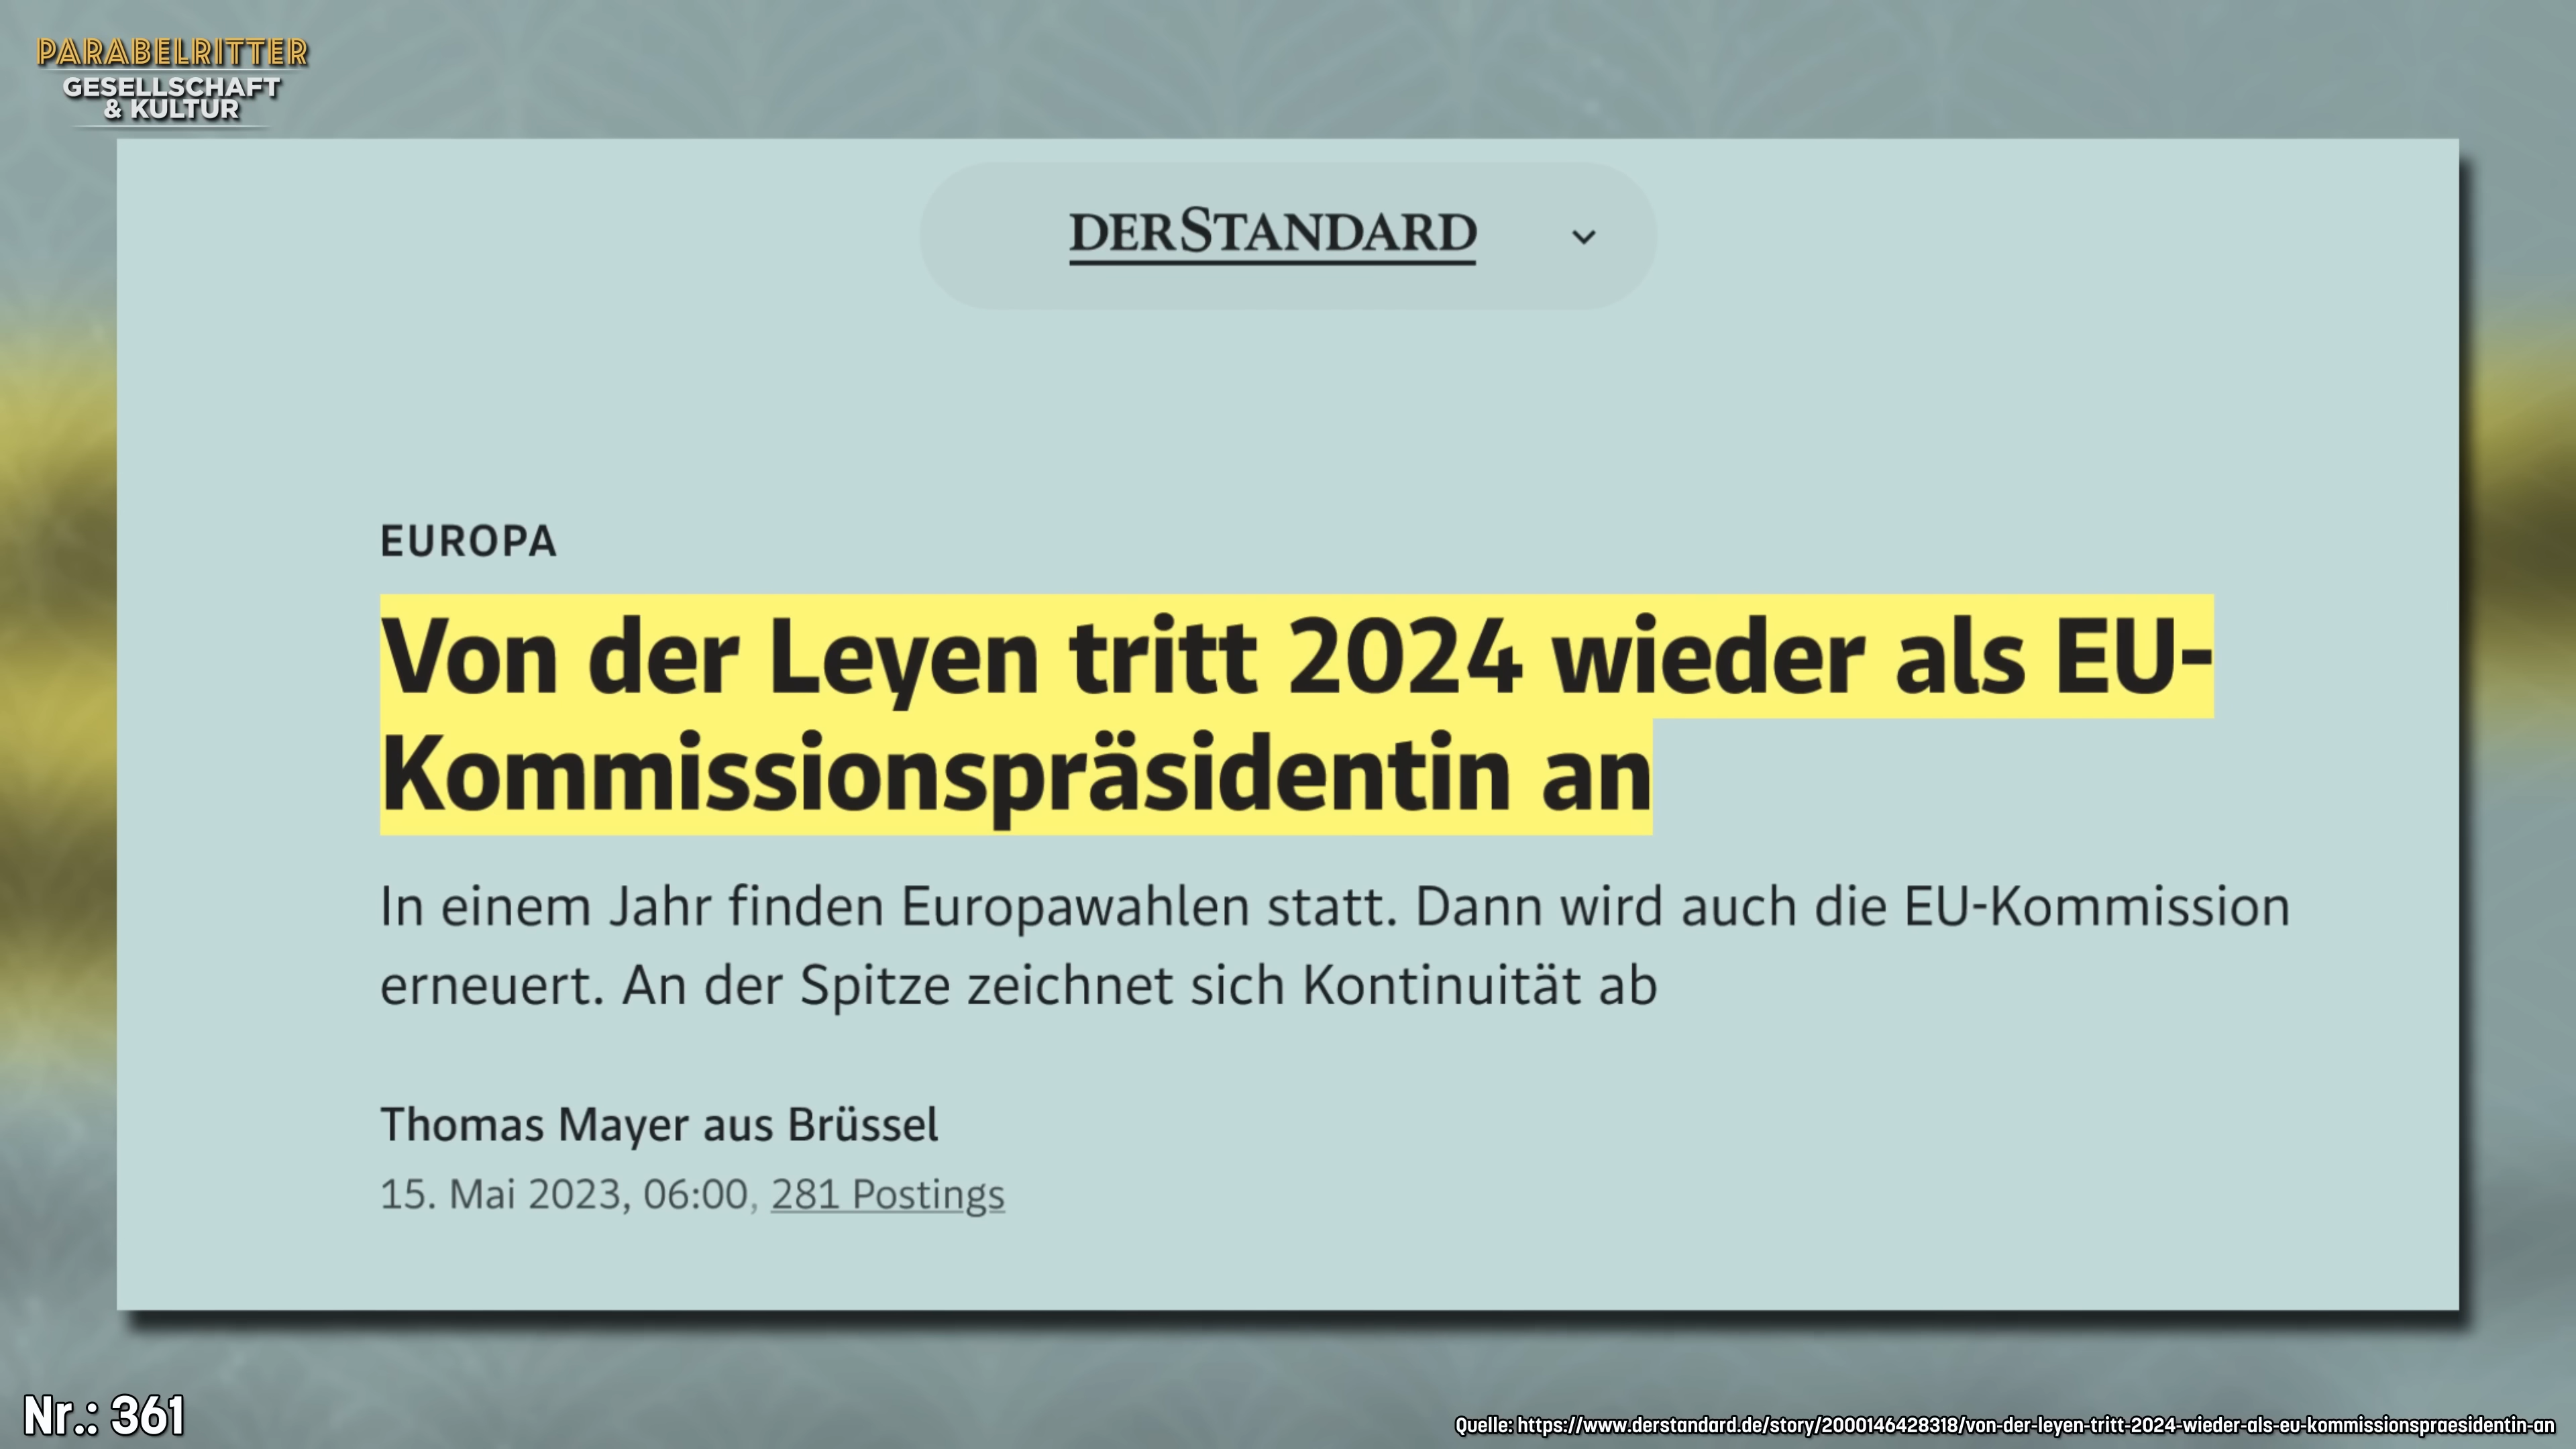 PARABELRITTER
GESELLSCHAFT
& KULTUR
DERSTANDARD
EUROPA
Von der Leyen tritt 2024 wieder als EU-
Kommissionspräsidentin an
In einem Jahr finden Europawahlen statt. Dann wird auch die EU-Kommission
erneuert. An der Spitze zeichnet sich Kontinuität ab
Thomas Mayer aus Brüssel
15. Mai 2023, 06:00, 281 Postings
Nr.: 361
Quelle: https://www.derstandard.de/story/2000146428318/von-der-leyen-tritt-2024-wieder-als-eu-kommissionspraesidentin-an